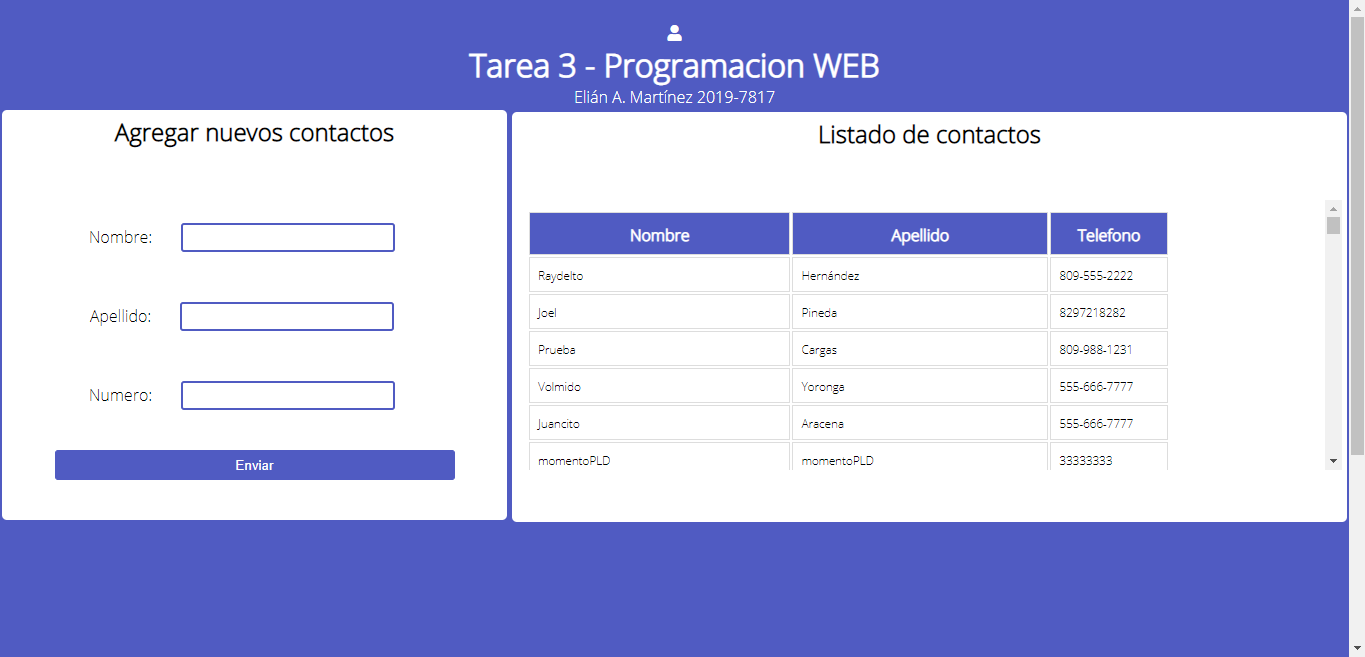 Tarea 3 - Programacion WEB
Elián A. Martínez 2019-7817
Agregar nuevos contactos
Nombre:
Apellido:
Numero:
Enviar
Listado de contactos
Nombre Apellido Telefono
Raydelto Hernández 809-555-2222
Joel Pineda 8297218282
Prueba Cargas 809-988-1231
Volmido Yoronga 555-666-7777
Juancito Aracena 555-666-7777
momentoPLD momentoPLD 33333333